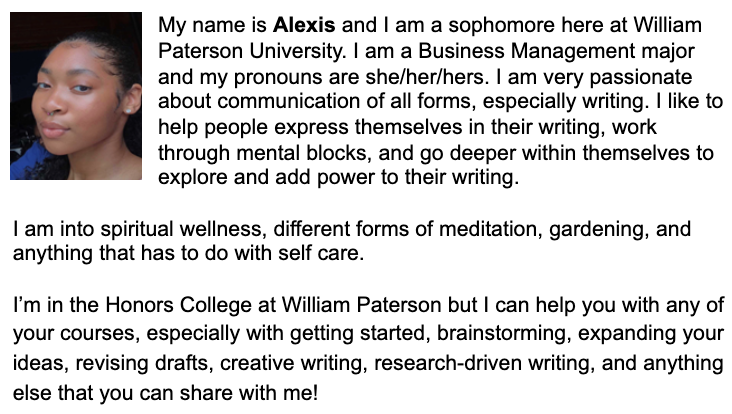 My name is Alexis and I am a sophomore here at William
Paterson University. I am a Business Management major
and my pronouns are she/her/hers. I am very passionate
about communication of all forms, especially writing. I like to
help people express themselves in their writing, work
through mental blocks, and go deeper within themselves to
explore and add power to their writing.
I am into spiritual wellness, different forms of meditation, gardening, and
anything that has to do with self care.
I’m in the Honors College at William Paterson but I can help you with any of
your courses, especially with getting started, brainstorming, expanding your
ideas, revising drafts, creative writing, research-driven writing, and anything
else that you can share with me!